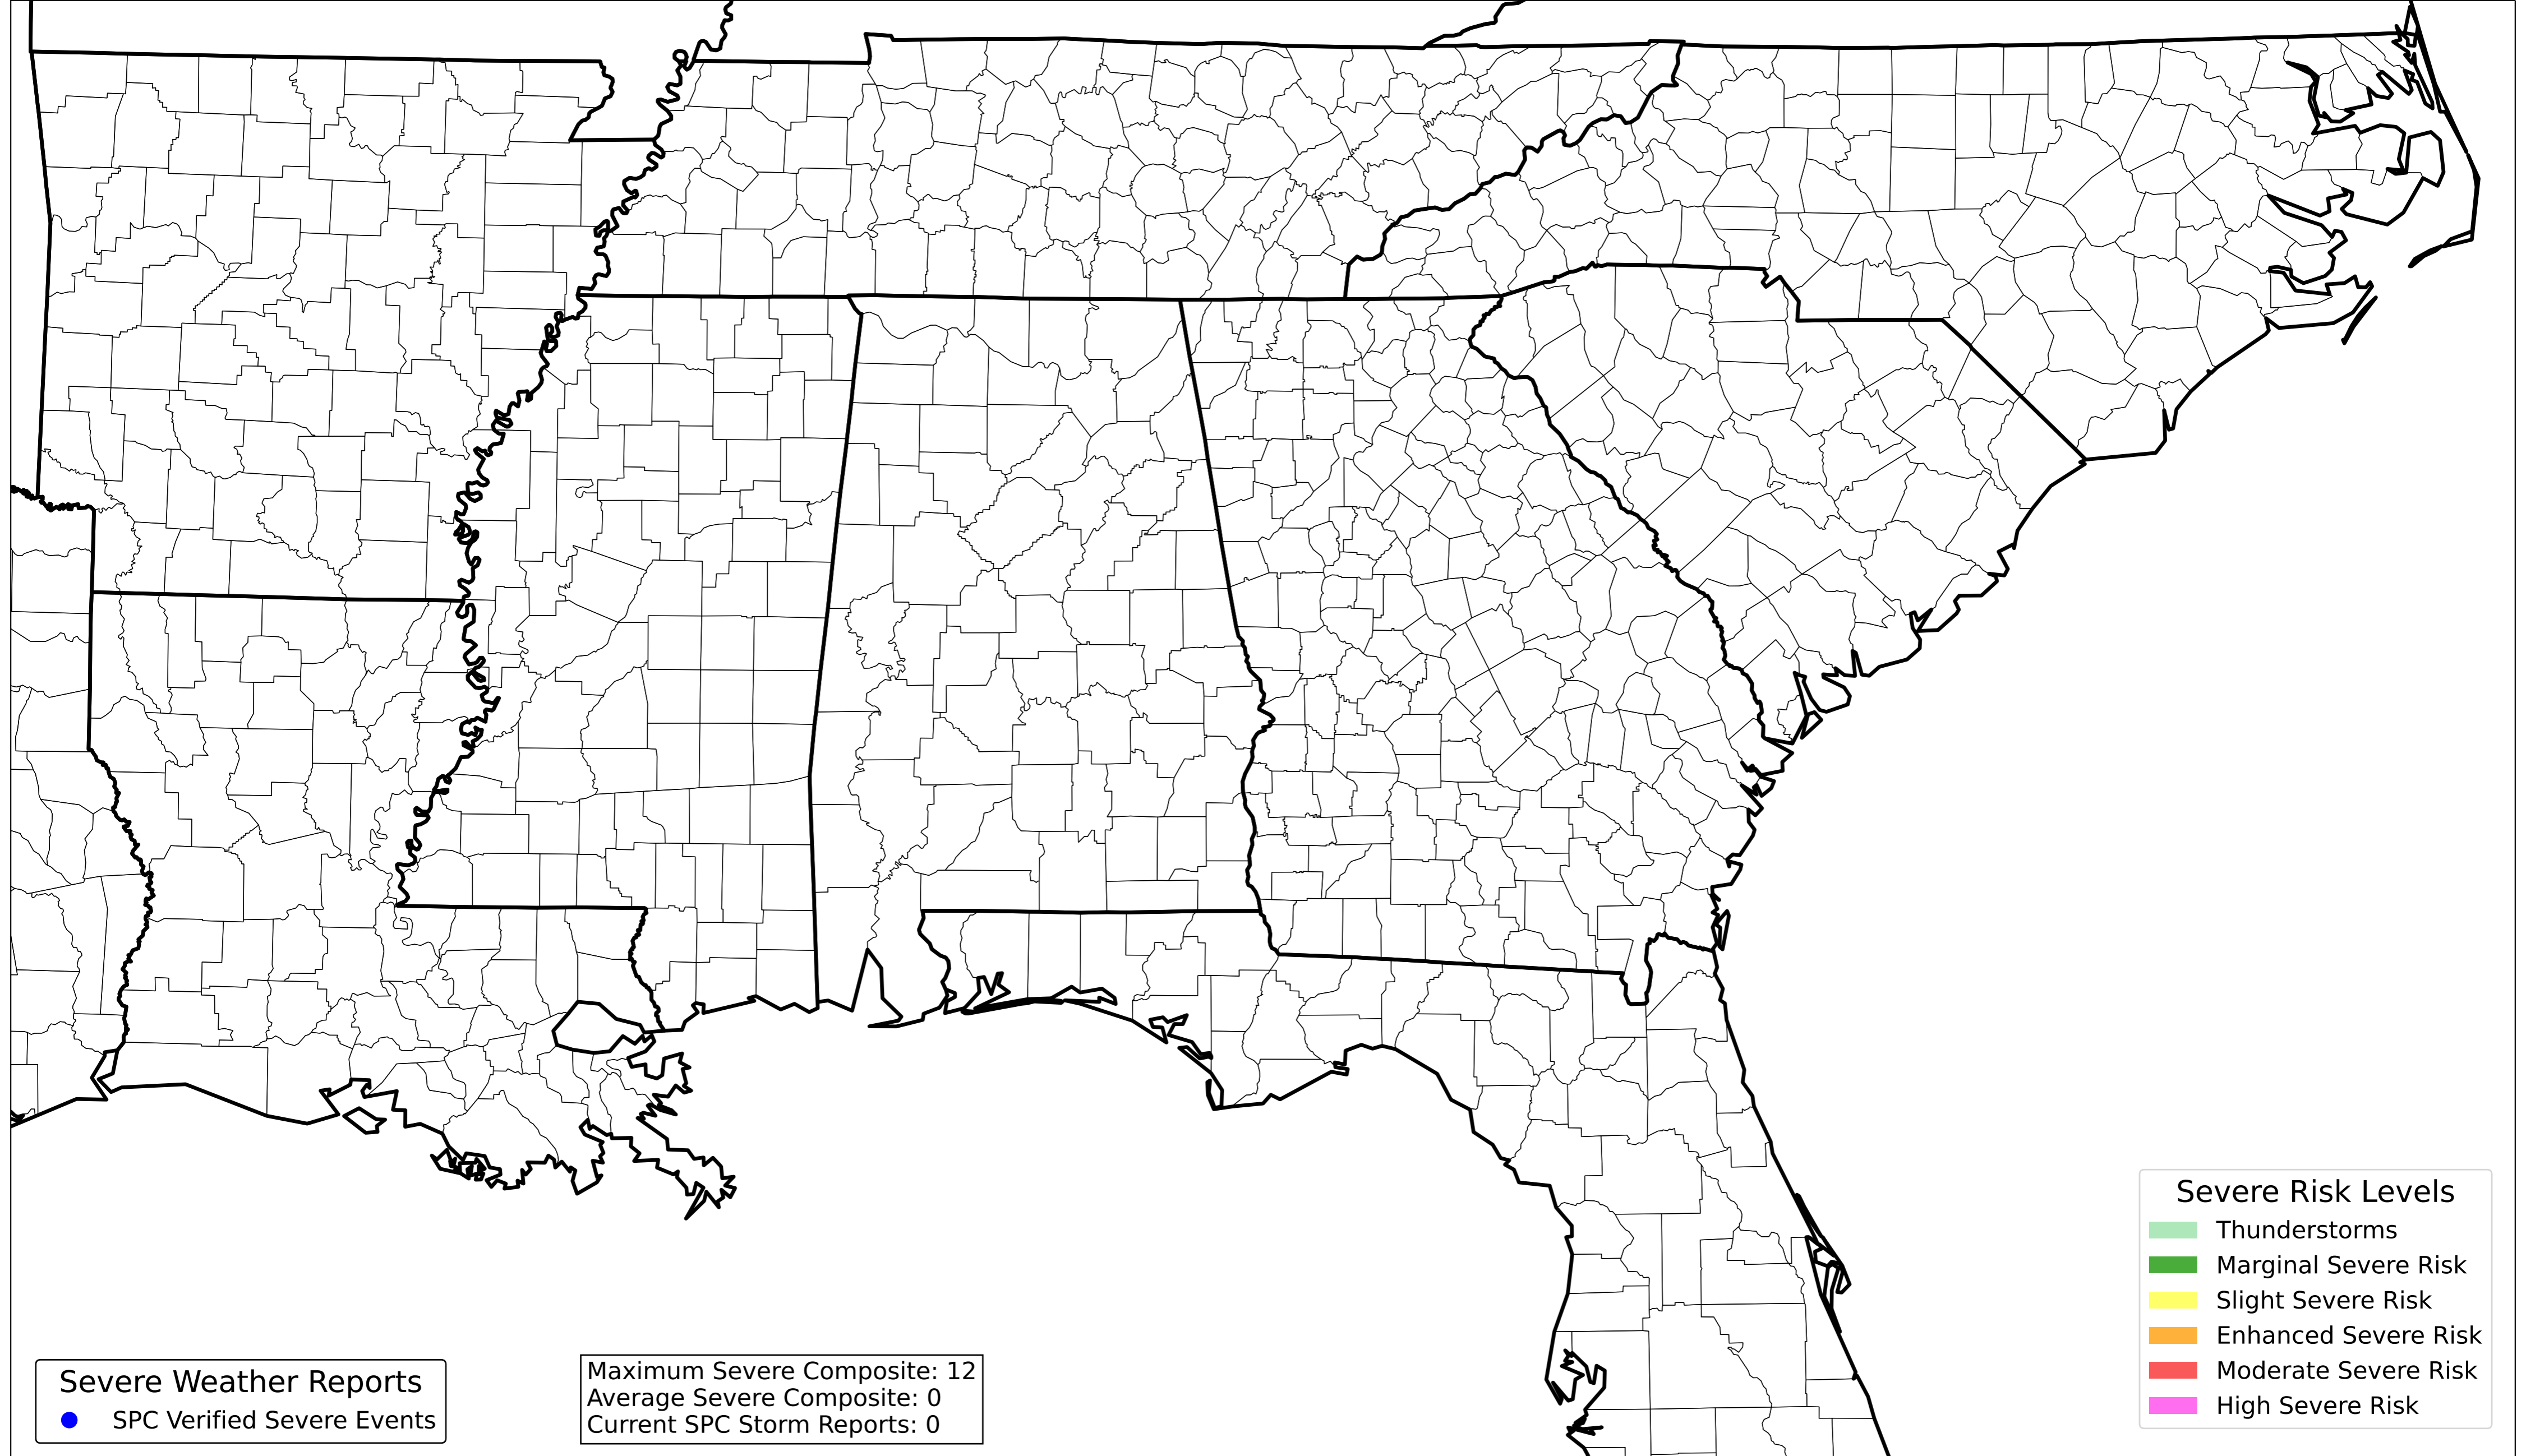 Severe Weather Reports
SPC Verified Severe Events
Maximum Severe Composite: 12
Average Severe Composite: 0
Current SPC Storm Reports: 0
Severe Risk Levels
Thunderstorms
Marginal Severe Risk
Slight Severe Risk
Enhanced Severe Risk
Moderate Severe Risk
High Severe Risk